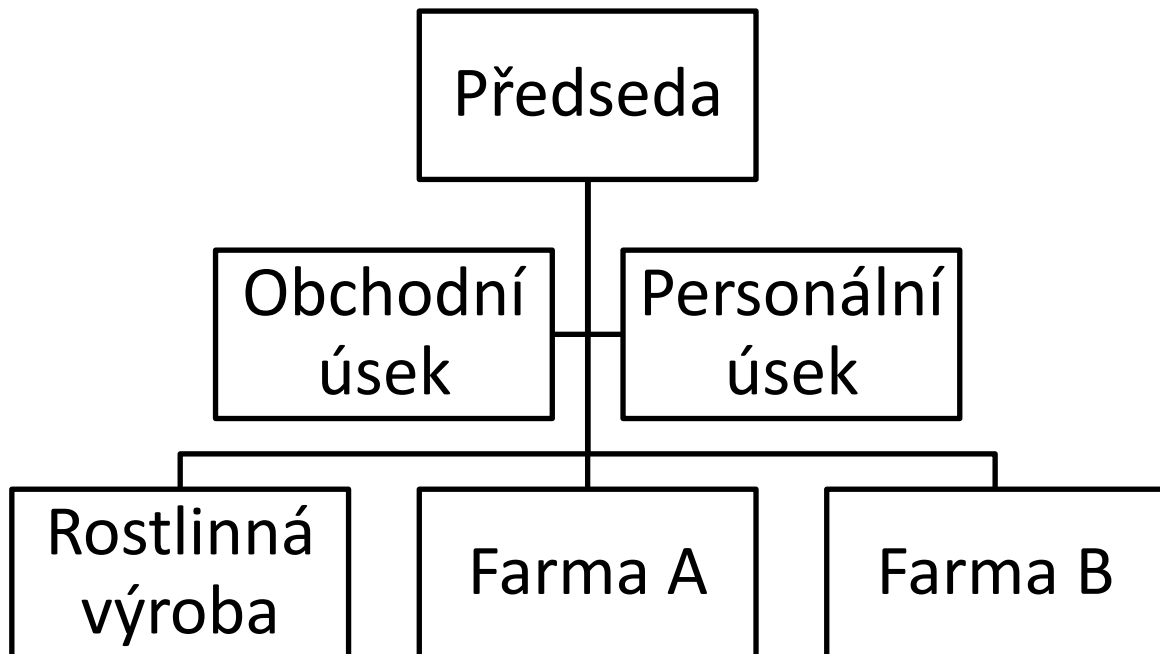 Předseda
Obchodní
úsek
Personální
úsek
Rostlinná
výroba
Farma A
Farma B